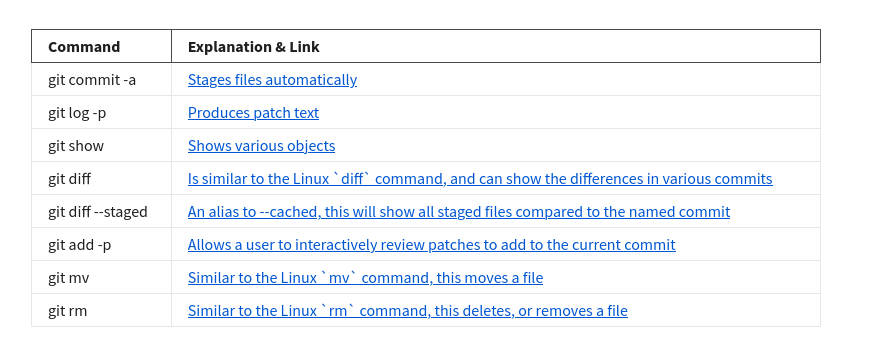 Command Explanation & Link
git commit -a Stages files automatically
git log -p Produces patch text
git show Shows various objects
git diff Is similar to the Linux `diff` command, and can show the differences in various commits
git diff --staged An alias to --cached, this will show all staged files compared to the named commit
git add -p Allows a user to interactively review patches to add to the current commit
git mv Similar to the Linux `mv` command, this moves a file
git rm Similar to the Linux `rm` command, this deletes, or removes a file